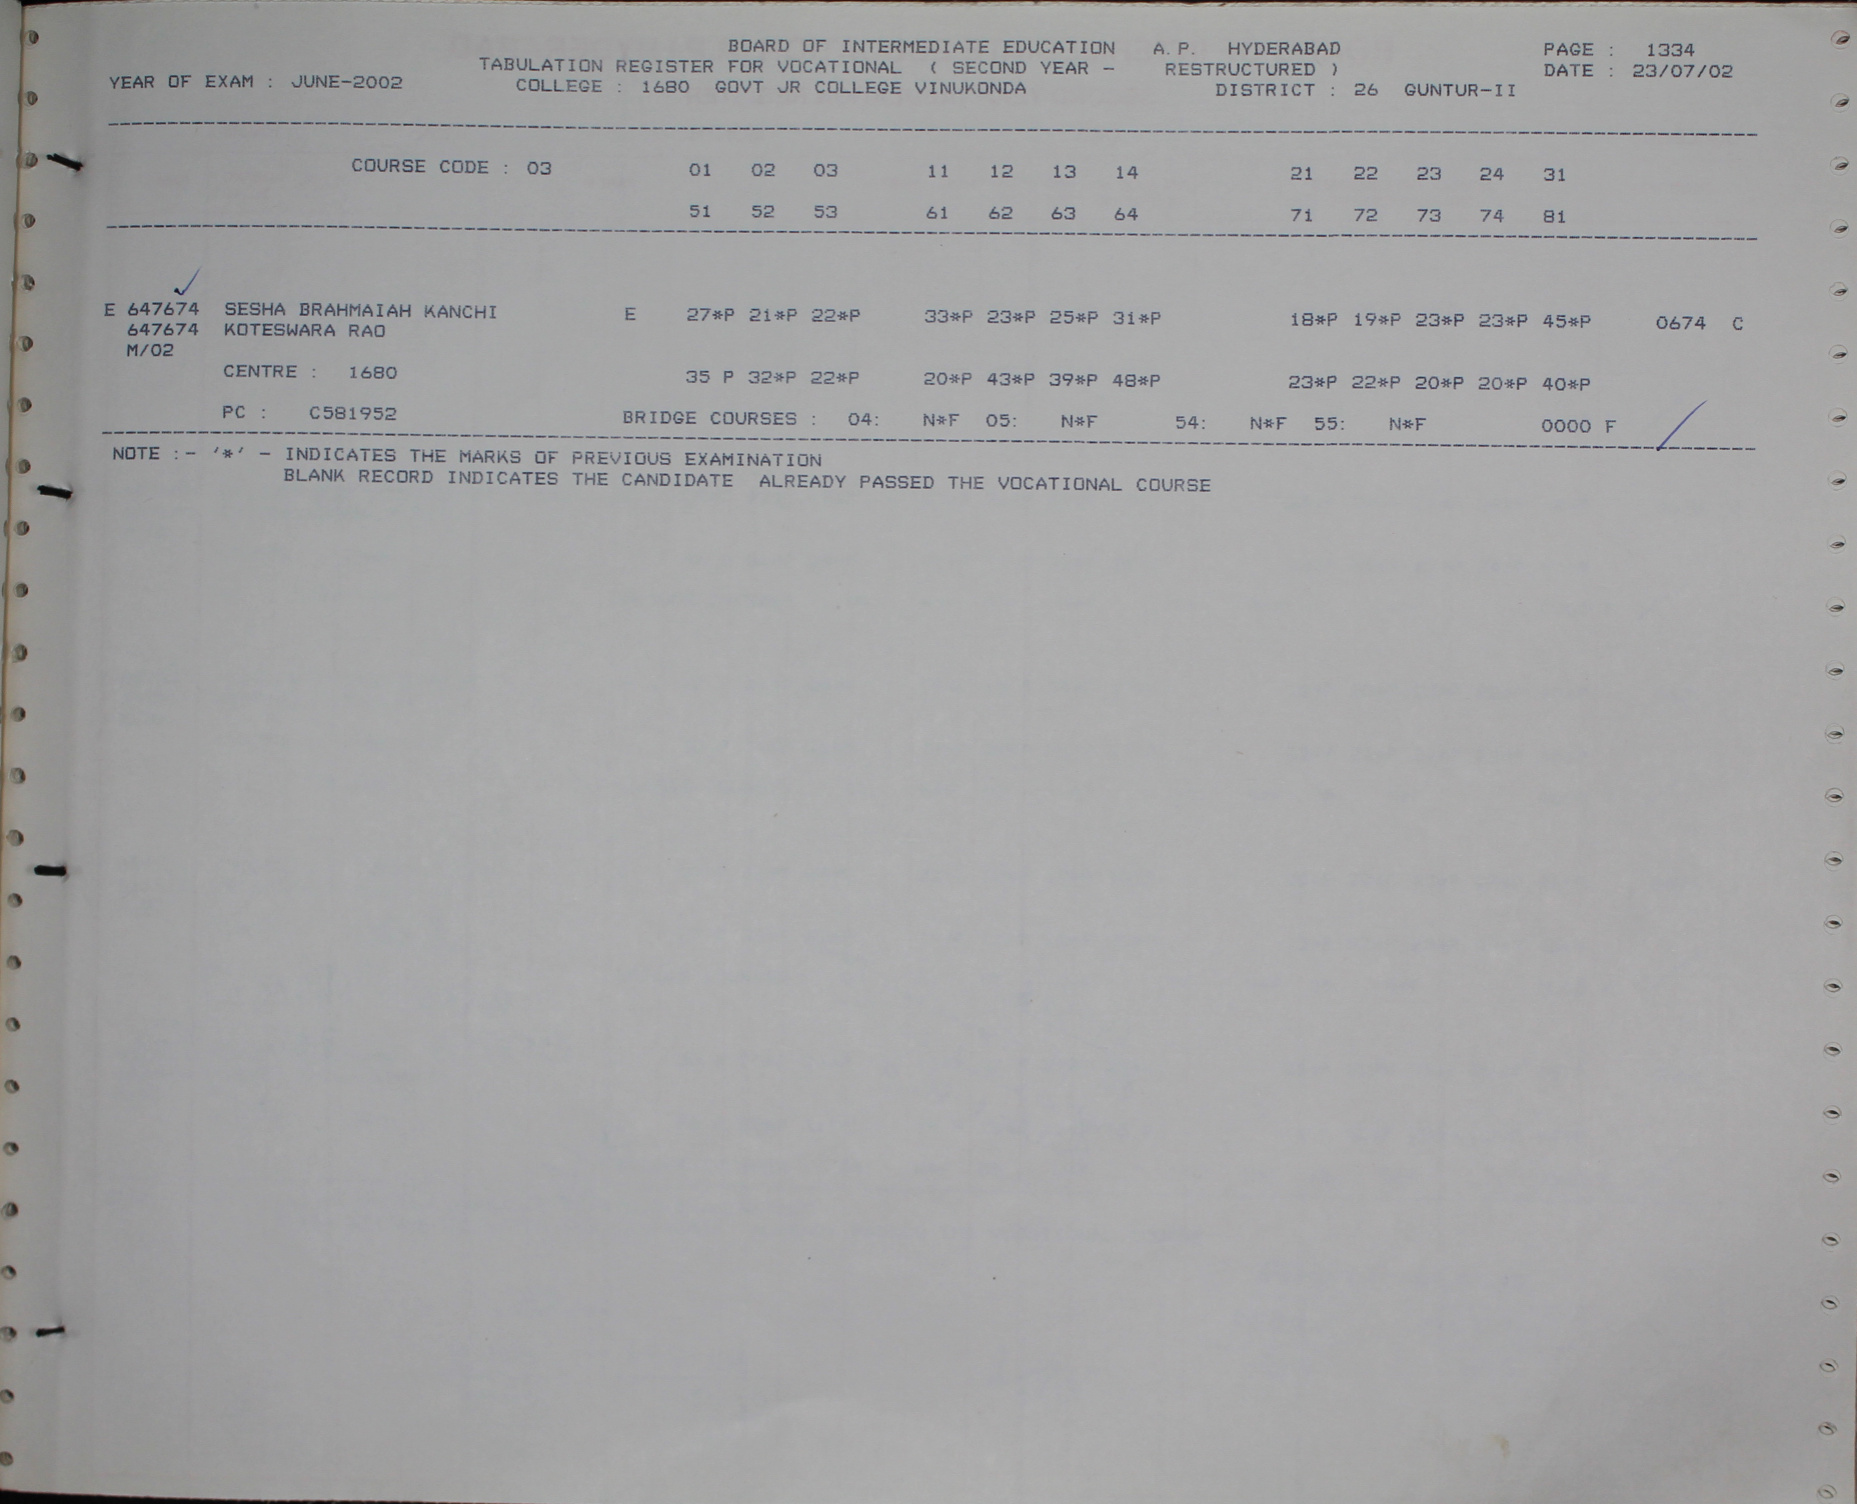 BOARD OF INTERMEDIATE EDUCATION A.P. HYDERABAD PAGE : 1334
TABULATION REGISTER FOR VOCATIONAL ( SECOND YEAR - RESTRUCTURED ) DATE : 23/07/02
YEAR OF EXAM : JUNE-2002 COLLEGE : 1680 GOVT JR COLLEGE VINUKONDA DISTRICT : 26 GUNTUR-II
COURSE CODE : 03 01 02 03 11 12 13 14 21 22 23 24 31
51 52 53 61 62 63 64 71 72 73 74 81
E 647674 SESHA BRAHMAIAH KANCHI E 27*P 21*P 22*P 33*P 23*P 25*P 31*P 18*P 19*P 23*P 23*P 45*P 0674 C
647674 KOTESWARA RAO
M/02
CENTRE : 1680 35 P 32*P 22*P 20*P 43*P 39*P 48*P 23*P 22*P 20*P 20*P 40*P
PC : C581952 BRIDGE COURSES : 04: N*F 05: N*F 54: N*F 55: N*F 0000 F
NOTE :- '*' - INDICATES THE MARKS OF PREVIOUS EXAMINATION
BLANK RECORD INDICATES THE CANDIDATE ALREADY PASSED THE VOCATIONAL COURSE